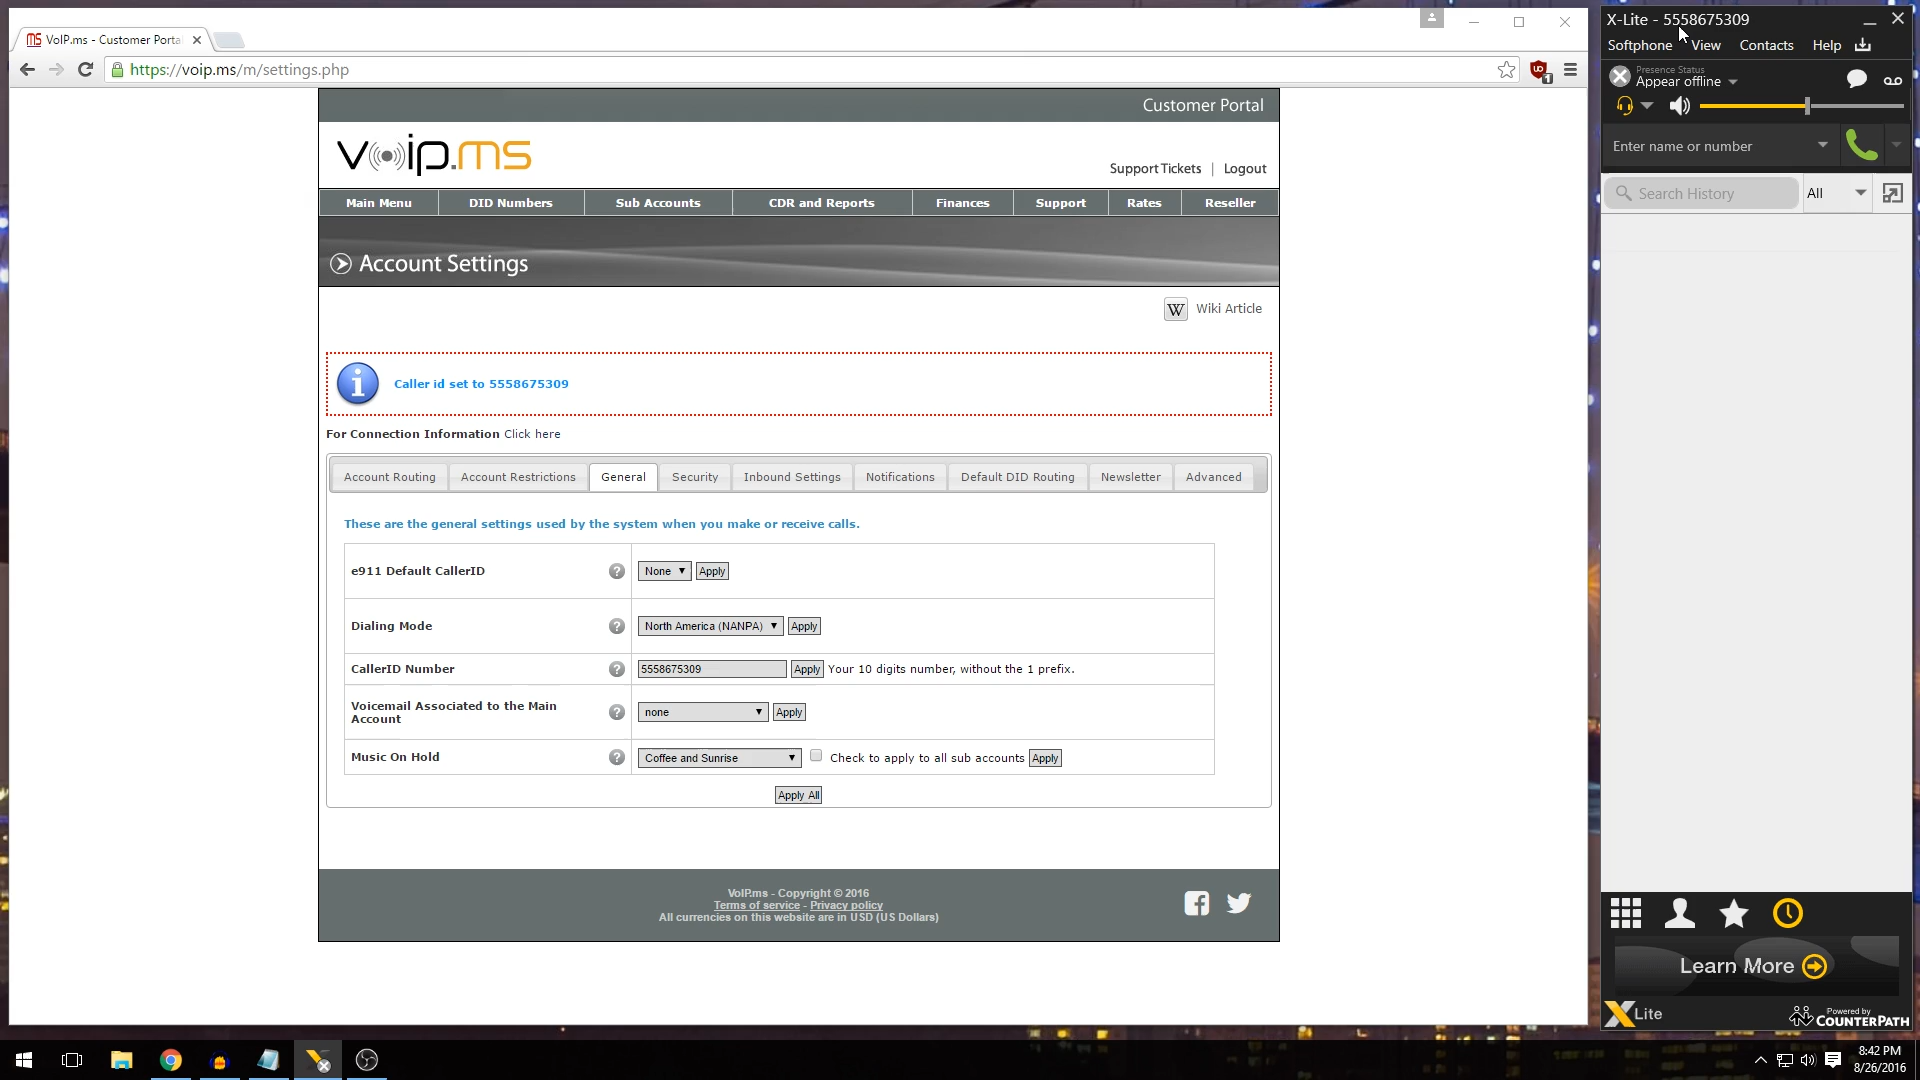 VoIP.ms - Customer Porta
https://voip.ms/m/settings.php
Customer Portal
voip.ms
Support Tickets | Logout
Main Menu
DID Numbers
Sub Accounts
CDR and Reports
Finances
Support
Rates
Reseller
Account Settings
W Wiki Article
i Caller id set to 5558675309
For Connection Information Click here
Account Routing
Account Restrictions
General
Security
Inbound Settings
Notifications
Default DID Routing
Newsletter
Advanced
These are the general settings used by the system when you make or receive calls.
e911 Default CallerID ? None Apply
Dialing Mode ? North America (NANPA) Apply
CallerID Number ? 5558675309 Apply Your 10 digits number, without the 1 prefix.
Voicemail Associated to the Main
Account
? none Apply
Music On Hold ? Coffee and Sunrise Check to apply to all sub accounts Apply
Apply All
VoIP.ms - Copyright © 2016
Terms of service - Privacy policy
All currencies on this website are in USD (US Dollars)
X-Lite - 5558675309
Softphone View Contacts Help
Presence Status
Appear offline
Enter name or number
Search History
All
Learn More
X Lite
Powered by
COUNTERPATH
8:42 PM
8/26/2016